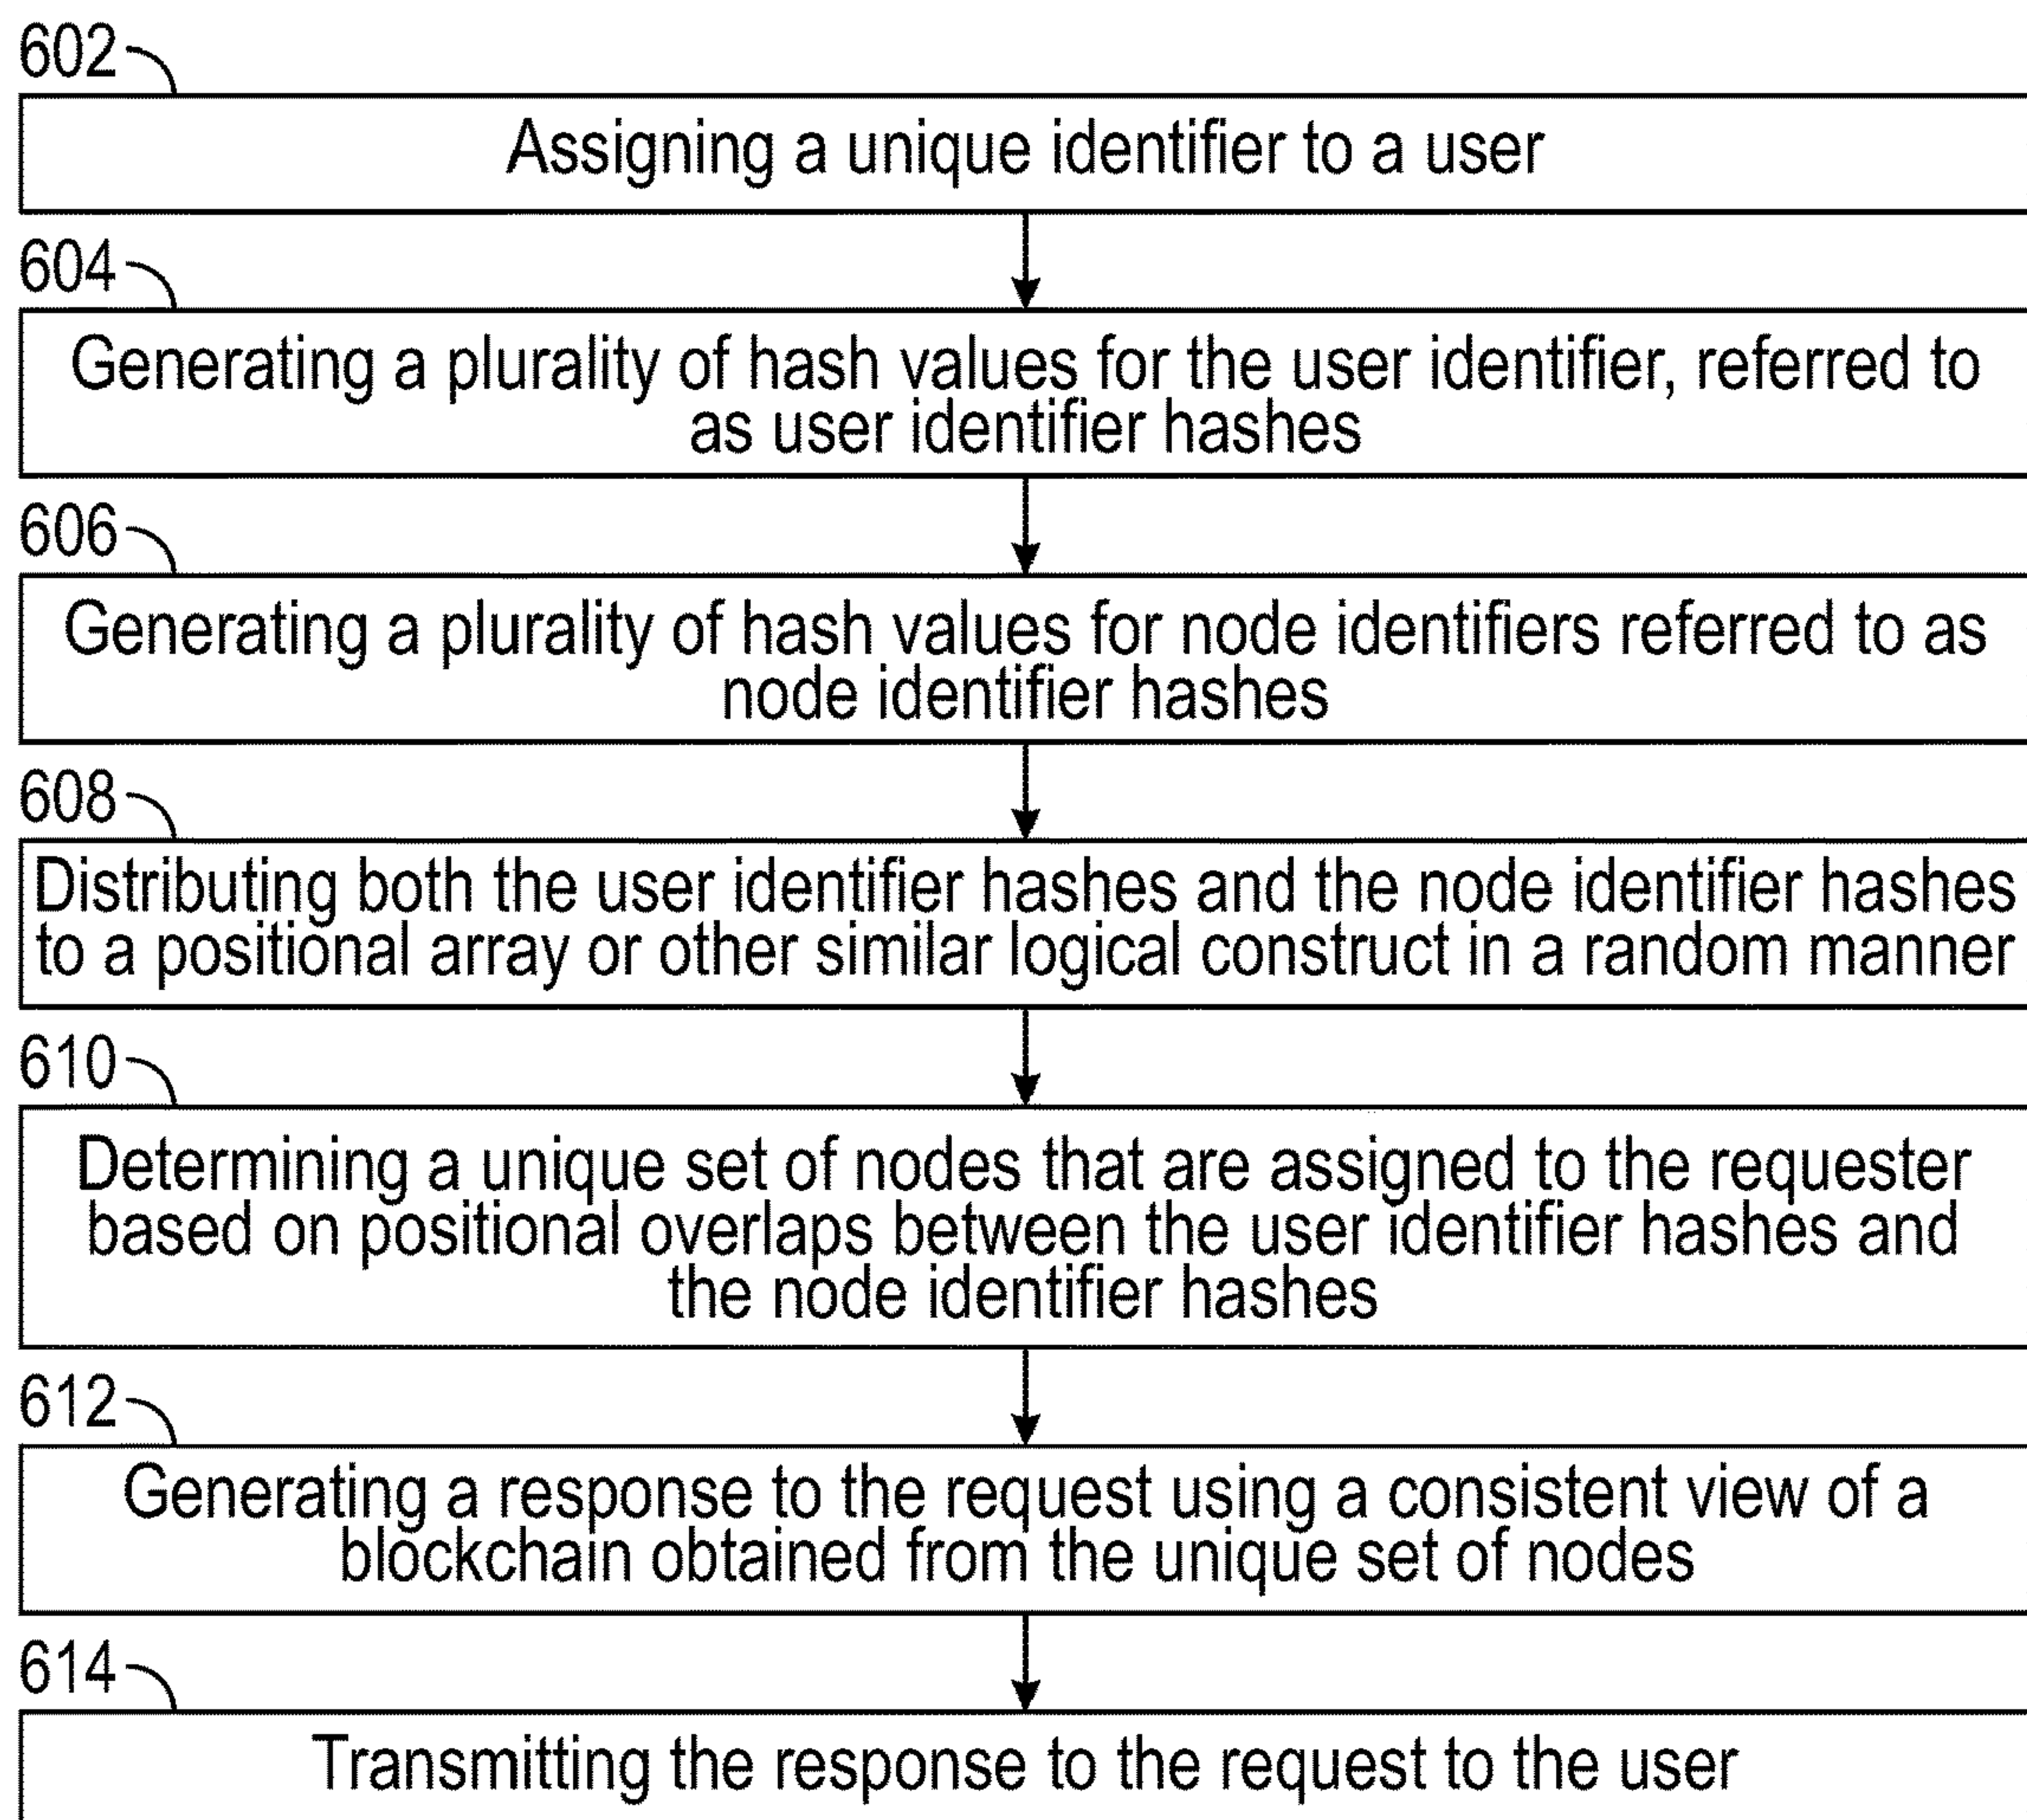 602
Assigning a unique identifier to a user
604
Generating a plurality of hash values for the user identifier, referred to
as user identifier hashes
606
Generating a plurality of hash values for node identifiers referred to as
node identifier hashes
608
Distributing both the user identifier hashes and the node identifier hashes
to a positional array or other similar logical construct in a random manner
610
Determining a unique set of nodes that are assigned to the requester
based on positional overlaps between the user identifier hashes and
the node identifier hashes
612
Generating a response to the request using a consistent view of a
blockchain obtained from the unique set of nodes
614
Transmitting the response to the request to the user